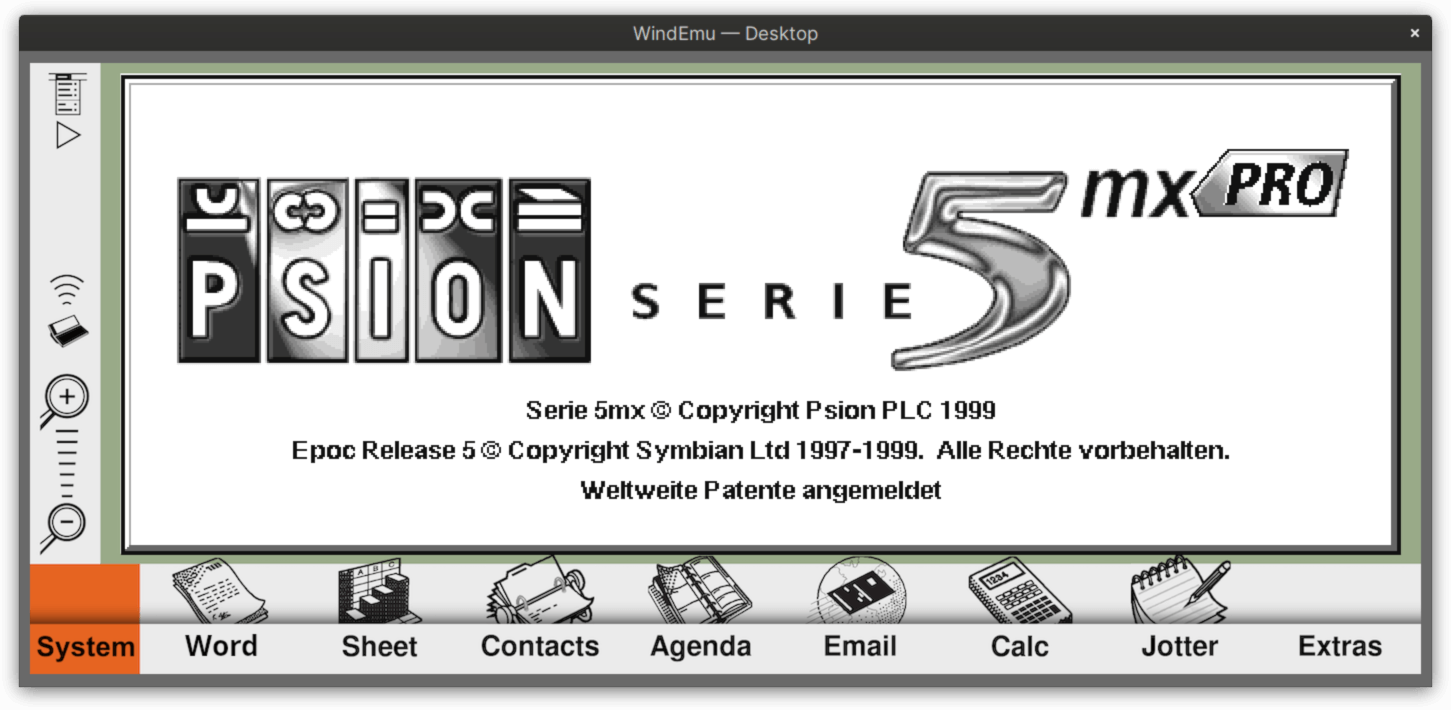 WindEmu — Desktop
PSION SERIE 5 mx PRO
Serie 5mx © Copyright Psion PLC 1999
Epoc Release 5 © Copyright Symbian Ltd 1997-1999. Alle Rechte vorbehalten.
Weltweite Patente angemeldet
A B C
1234
System Word Sheet Contacts Agenda Email Calc Jotter Extras